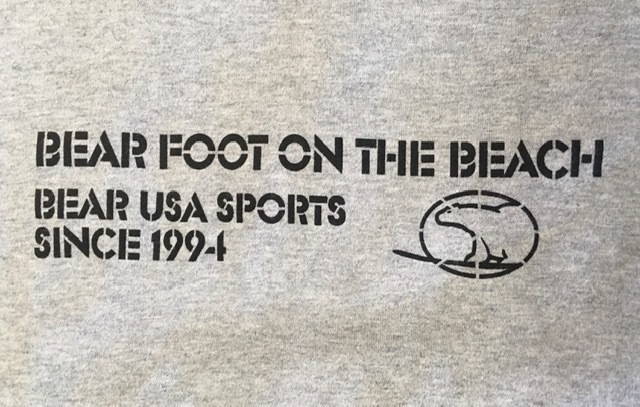 BEAR FOOT ON THE BEACH
BEAR USA SPORTS
SINCE 1994